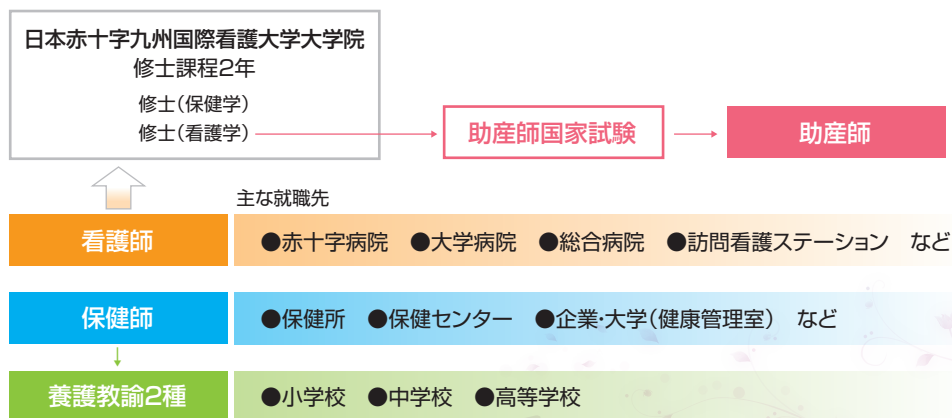 日本赤十字九州国際看護大学大学院
修士課程2年
修士(保健学)
修士(看護学)
助産師国家試験
助産師
主な就職先
看護師
●赤十字病院 ●大学病院 ●総合病院 ●訪問看護ステーション など
保健師
●保健所 ●保健センター ●企業・大学(健康管理室) など
養護教諭2種
●小学校 ●中学校 ●高等学校